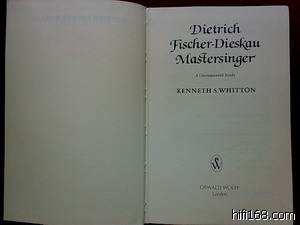 Dietrich
Fischer-Dieskau
Mastersinger
A Documented Study
KENNETH S. WHITTON
OSWALD WOLFF
London
hifi168.com